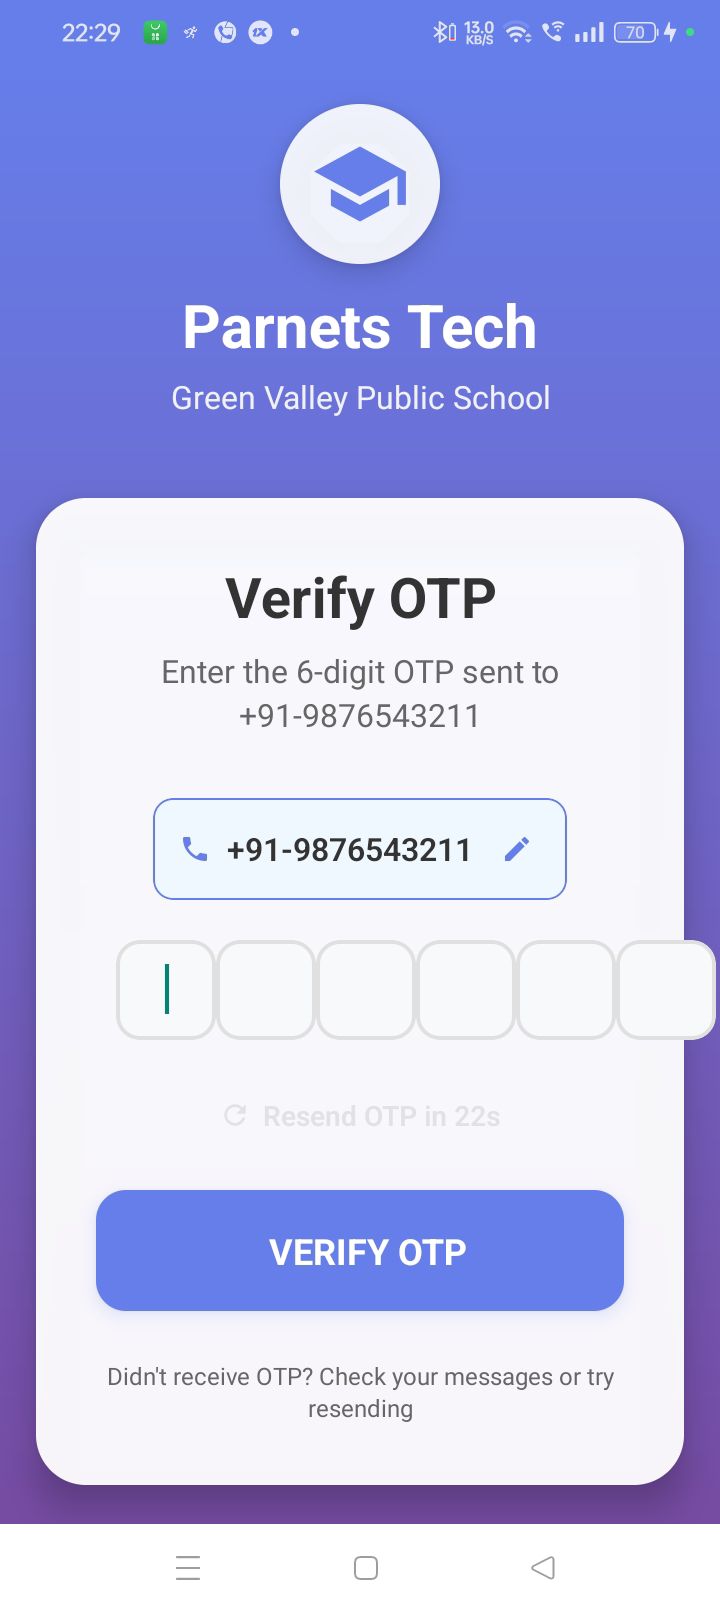 22:29 13.0 KB/S 70
Parnets Tech
Green Valley Public School
Verify OTP
Enter the 6-digit OTP sent to
+91-9876543211
+91-9876543211
Resend OTP in 22s
VERIFY OTP
Didn't receive OTP? Check your messages or try
resending